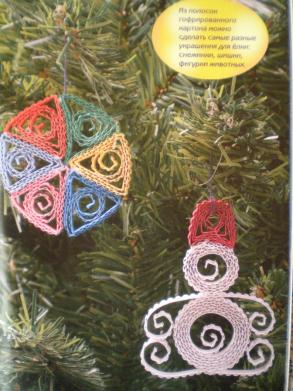 Из полосок
гофрированного
картона можно
сделать самые разные
украшения для ёлки:
снежинки, шишки,
фигурки животных.